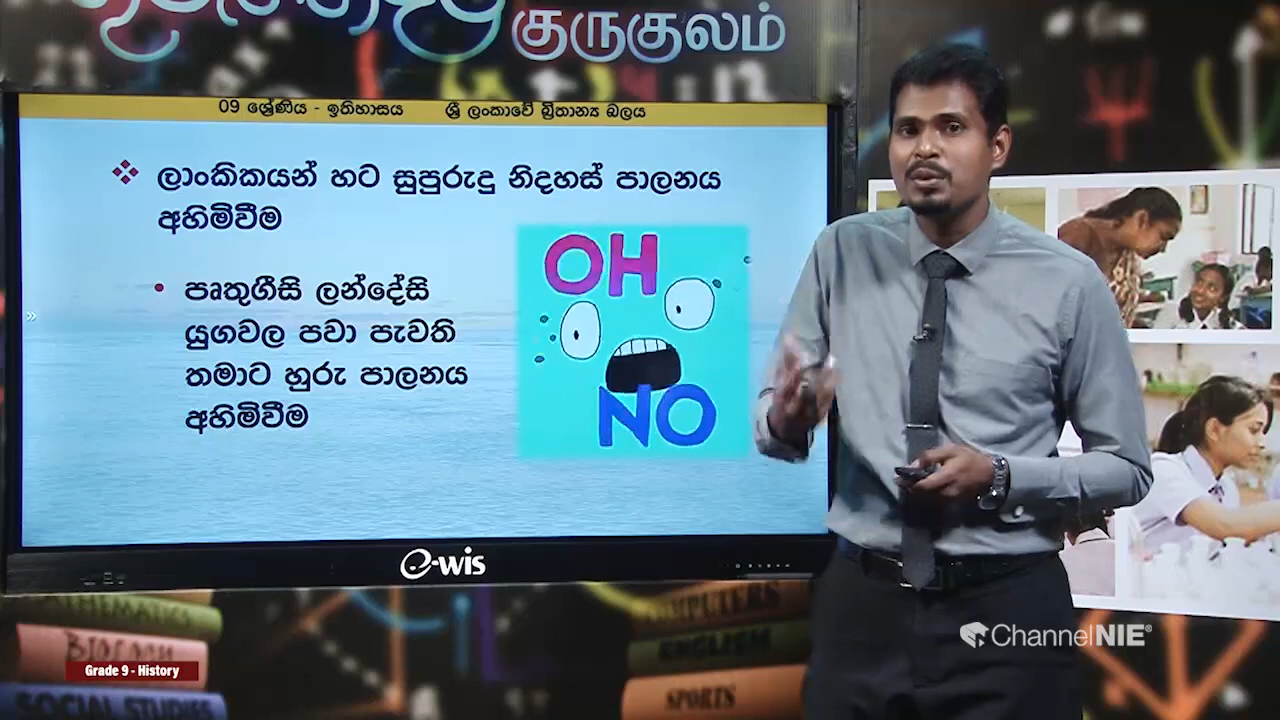 குருகுலம்
09 ශ්‍රේණිය - ඉතිහාසය ශ්‍රී ලංකාවේ බ්‍රිතාන්‍ය බලය
ලාංකිකයන් හට සුපුරුදු නිදහස් පාලනය
අහිමිවීම
පෘතුගීසි ලන්දේසි
යුගවල පවා පැවති
තමාට හුරු පාලනය
අහිමිවීම
OH
NO
e-wis
MATHEMATICS
BIOLOGY
Grade 9 - History
SOCIAL STUDIES
COMPUTERS
ENGLISH
SPORTS
ChannelNIE®